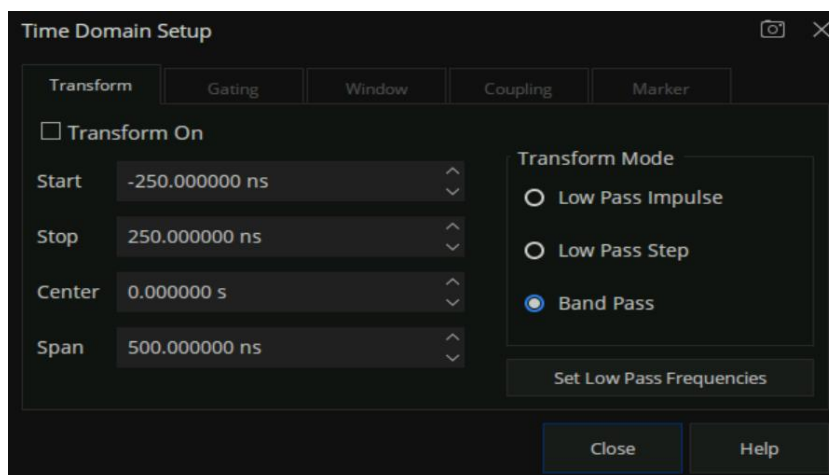 Time Domain Setup
Transform Gating Window Coupling Marker
Transform On
Start -250.000000 ns
Stop 250.000000 ns
Center 0.000000 s
Span 500.000000 ns
Transform Mode
Low Pass Impulse
Low Pass Step
Band Pass
Set Low Pass Frequencies
Close Help